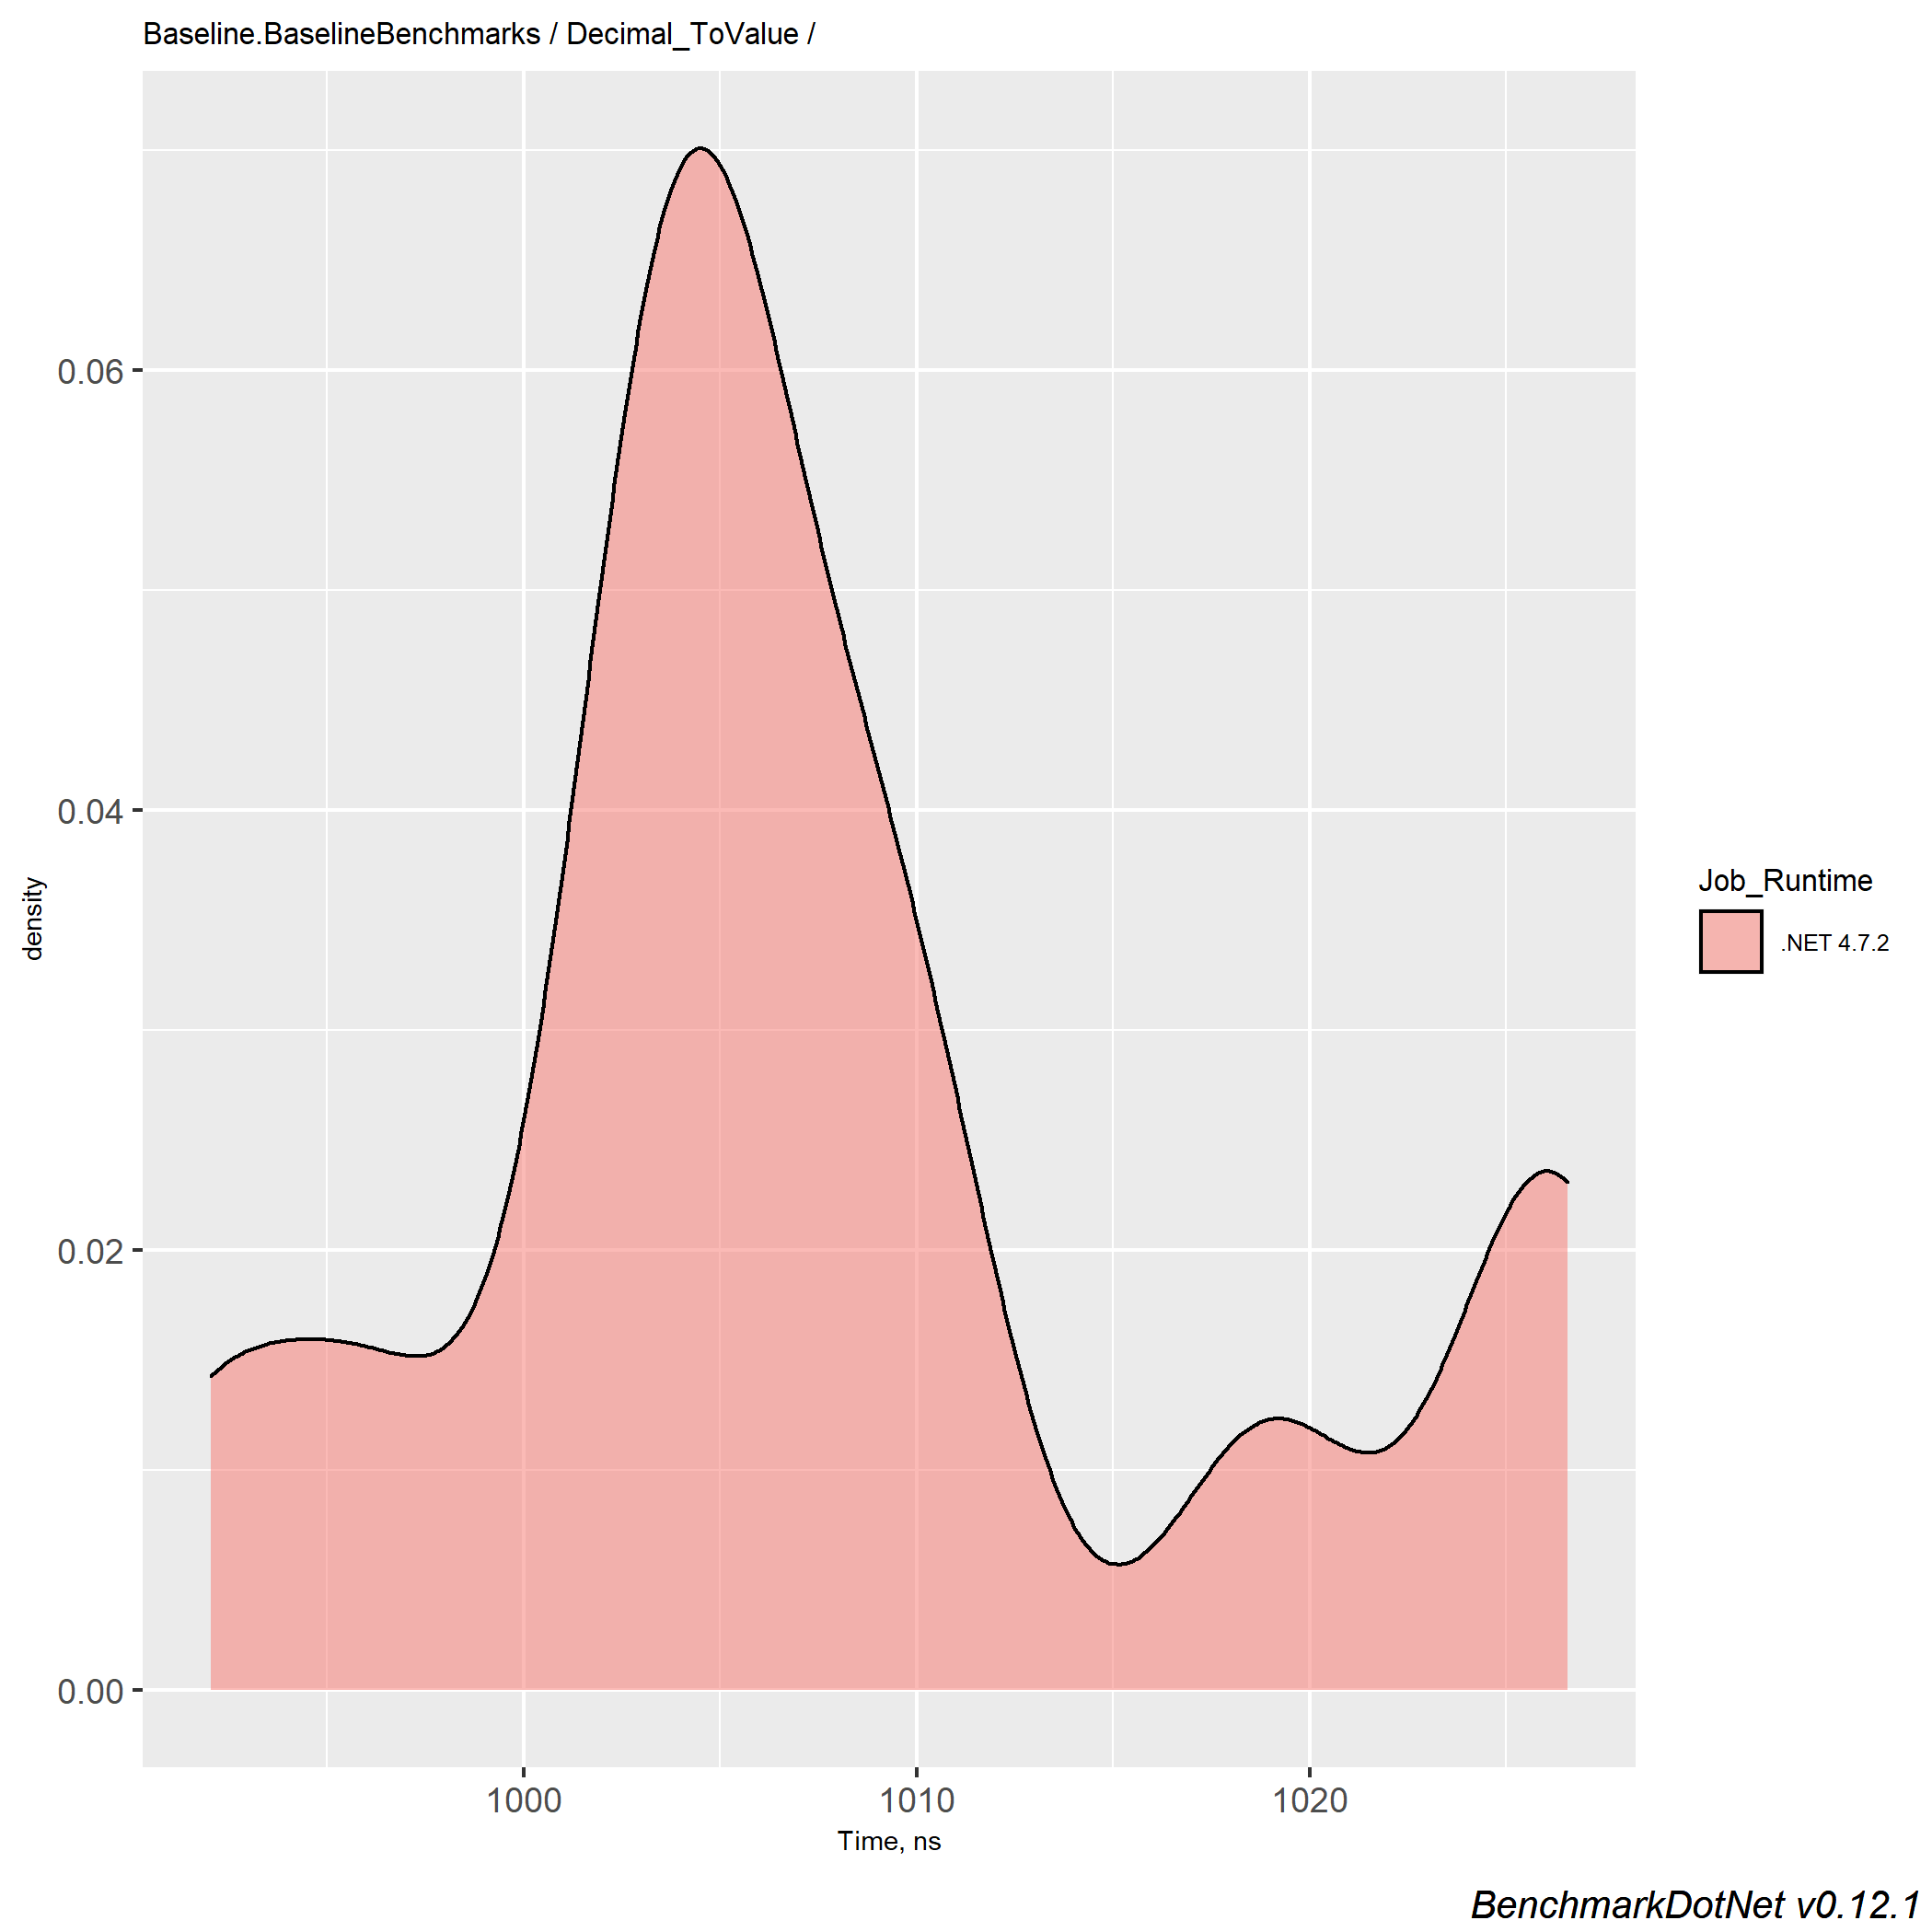 Baseline.BaselineBenchmarks / Decimal_ToValue /
0.06
0.04
0.02
0.00
density
1000 1010 1020
Time, ns
Job_Runtime
.NET 4.7.2
BenchmarkDotNet v0.12.1